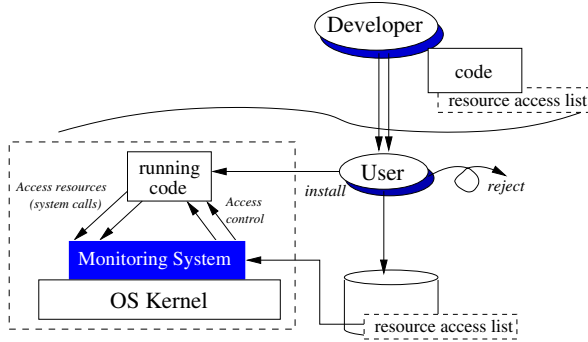 Developer
code
resource access list
running
code
User
install
reject
Access resources
(system calls)
Access
control
Monitoring System
OS Kernel
resource access list